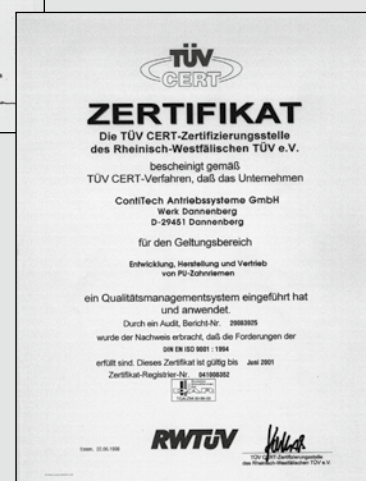 TÜV
CERT
ZERTIFIKAT
Die TÜV CERT-Zertifizierungsstelle
des Rheinisch-Westfälischen TÜV e.V.
bescheinigt gemäß
TÜV CERT-Verfahren, daß das Unternehmen
ContiTech Antriebssysteme GmbH
Werk Dannenberg
D-29451 Dannenberg
für den Geltungsbereich
Entwicklung, Herstellung und Vertrieb
von PU-Zahnriemen
ein Qualitätsmanagementsystem eingeführt hat
und anwendet.
Durch ein Audit, Bericht-Nr.
wurde der Nachweis erbracht, daß die Forderungen der
DIN EN ISO 9001 : 1994
erfüllt sind. Dieses Zertifikat ist gültig bis Juni 2001
Zertifikat-Registrier-Nr.
RWTÜV
Essen,
TÜV CERT-Zertifizierungsstelle
des Rheinisch-Westfälischen TÜV e.V.